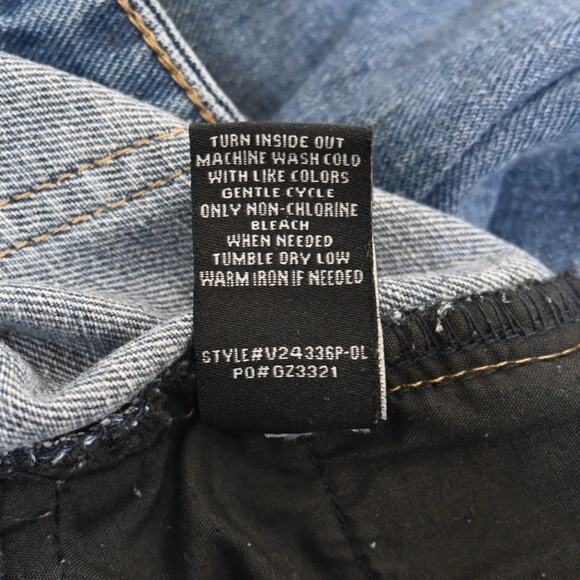 TURN INSIDE OUT
MACHINE WASH COLD
WITH LIKE COLORS
GENTLE CYCLE
ONLY NON-CHLORINE
BLEACH
WHEN NEEDED
TUMBLE DRY LOW
WARM IRON IF NEEDED
STYLE#V24336P-DL
PO#GZ3321